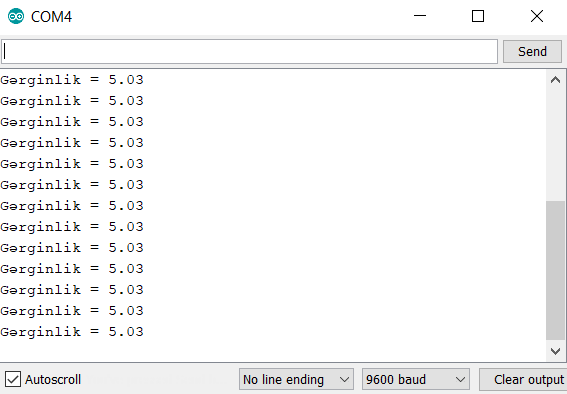 COM4
Send
Gərginlik = 5.03
Gərginlik = 5.03
Gərginlik = 5.03
Gərginlik = 5.03
Gərginlik = 5.03
Gərginlik = 5.03
Gərginlik = 5.03
Gərginlik = 5.03
Gərginlik = 5.03
Gərginlik = 5.03
Gərginlik = 5.03
Gərginlik = 5.03
Gərginlik = 5.03
Autoscroll No line ending 9600 baud Clear output